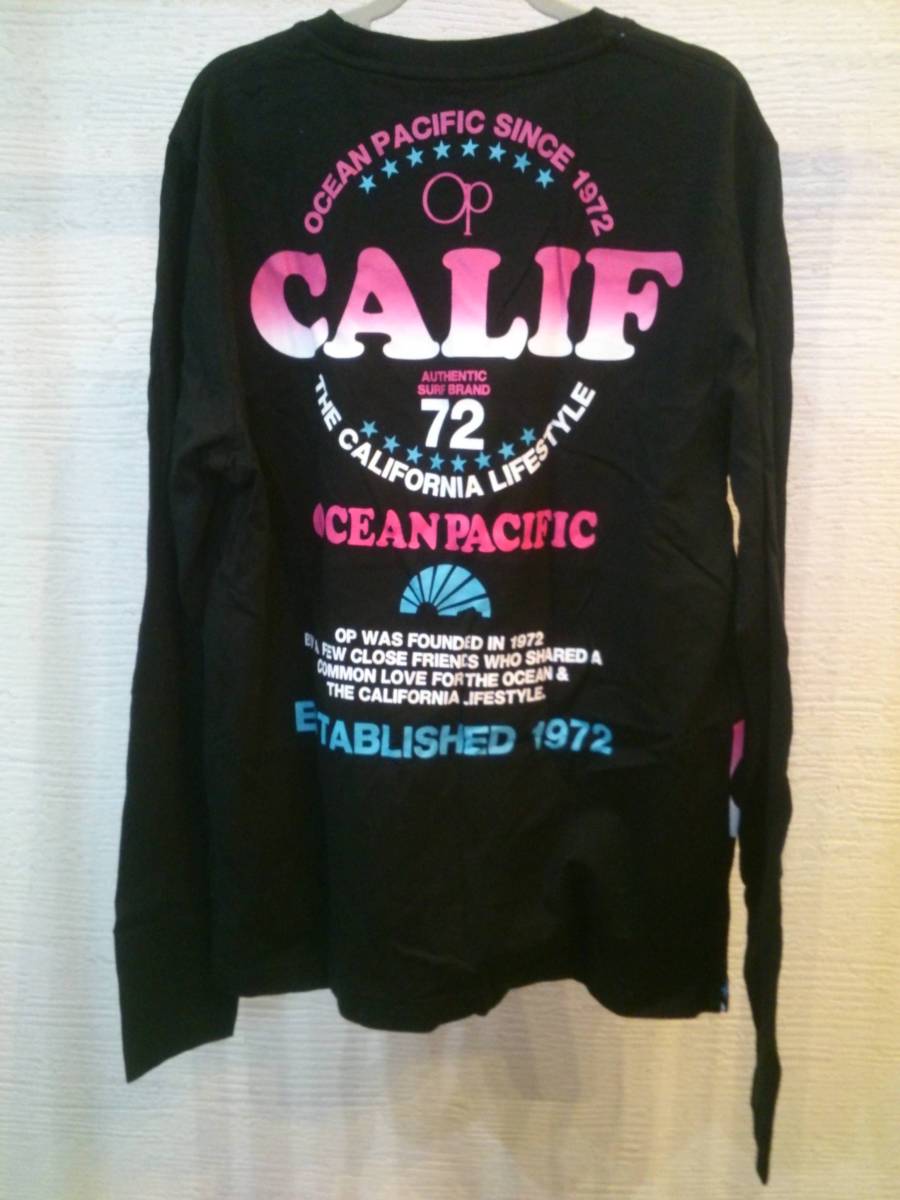 OCEAN PACIFIC SINCE 1972
Op
CALIF
AUTHENTIC
SURF BRAND
72
THE CALIFORNIA LIFESTYLE
OCEAN PACIFIC
OP WAS FOUNDED IN 1972
BY A FEW CLOSE FRIENDS WHO SHARED A
COMMON LOVE FOR THE OCEAN &
THE CALIFORNIA LIFESTYLE.
ESTABLISHED 1972